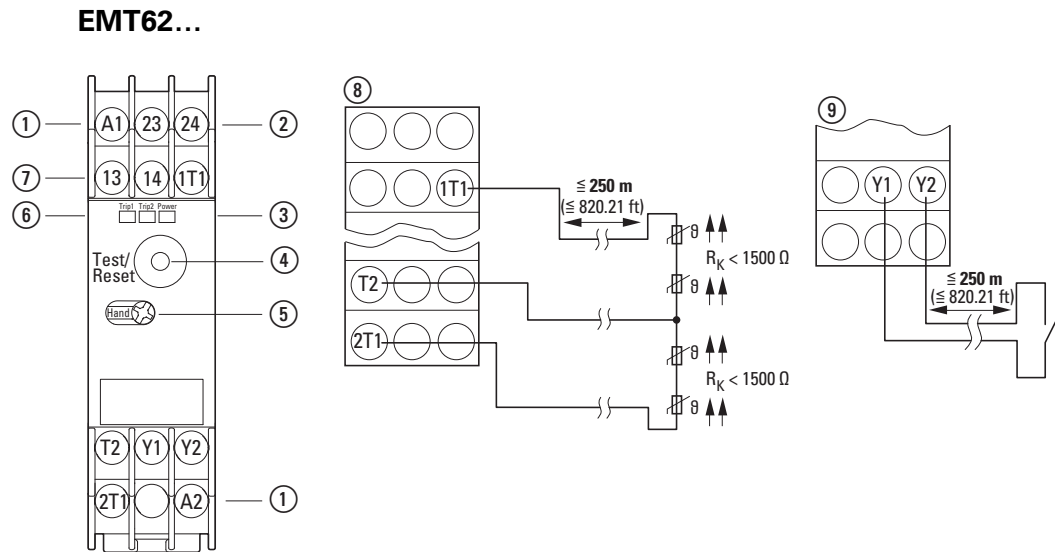 EMT62...
①
A1
23
24
②
⑦
13
14
1T1
⑥
Trip1 Trip2 Power
③
Test/
Reset
④
Hand
⑤
T2
Y1
Y2
2T1
A2
①
⑧
1T1
≦ 250 m
(≦ 820.21 ft)
ϑ
R_K < 1500 Ω
ϑ
T2
2T1
ϑ
R_K < 1500 Ω
ϑ
⑨
Y1
Y2
≦ 250 m
(≦ 820.21 ft)